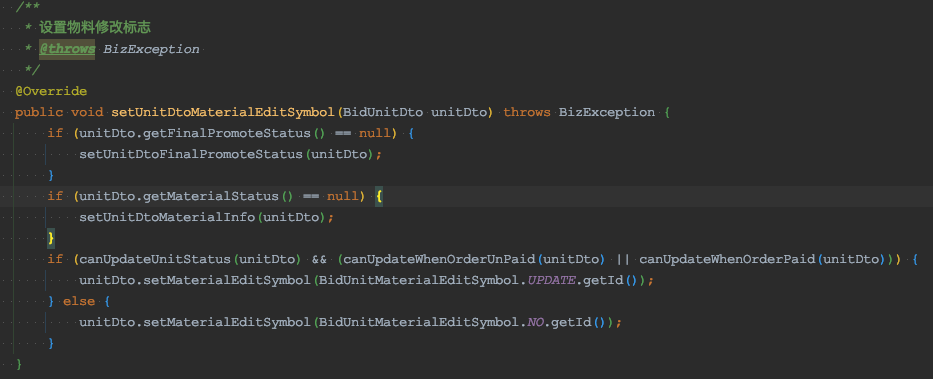 /**
 * 设置物料修改标志
 * @throws BizException
 */
@Override
public void setUnitDtoMaterialEditSymbol(BidUnitDto unitDto) throws BizException {
    if (unitDto.getFinalPromoteStatus() == null) {
        setUnitDtoFinalPromoteStatus(unitDto);
    }
    if (unitDto.getMaterialStatus() == null) {
        setUnitDtoMaterialInfo(unitDto);
    }
    if (canUpdateUnitStatus(unitDto) && (canUpdateWhenOrderUnPaid(unitDto) || canUpdateWhenOrderPaid(unitDto))) {
        unitDto.setMaterialEditSymbol(BidUnitMaterialEditSymbol.UPDATE.getId());
    } else {
        unitDto.setMaterialEditSymbol(BidUnitMaterialEditSymbol.NO.getId());
    }
}